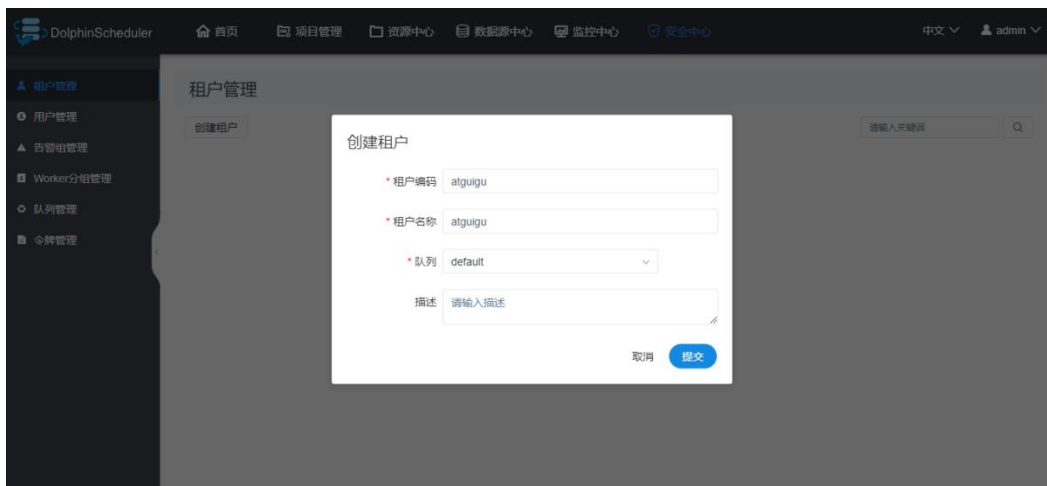 DolphinScheduler 首页 项目管理 资源中心 数据源中心 监控中心 安全中心 中文 admin
租户管理
用户管理
告警组管理
Worker分组管理
队列管理
令牌管理
租户管理
创建租户 请输入关键词
创建租户
* 租户编码 atguigu
* 租户名称 atguigu
* 队列 default
描述 请输入描述
取消 提交